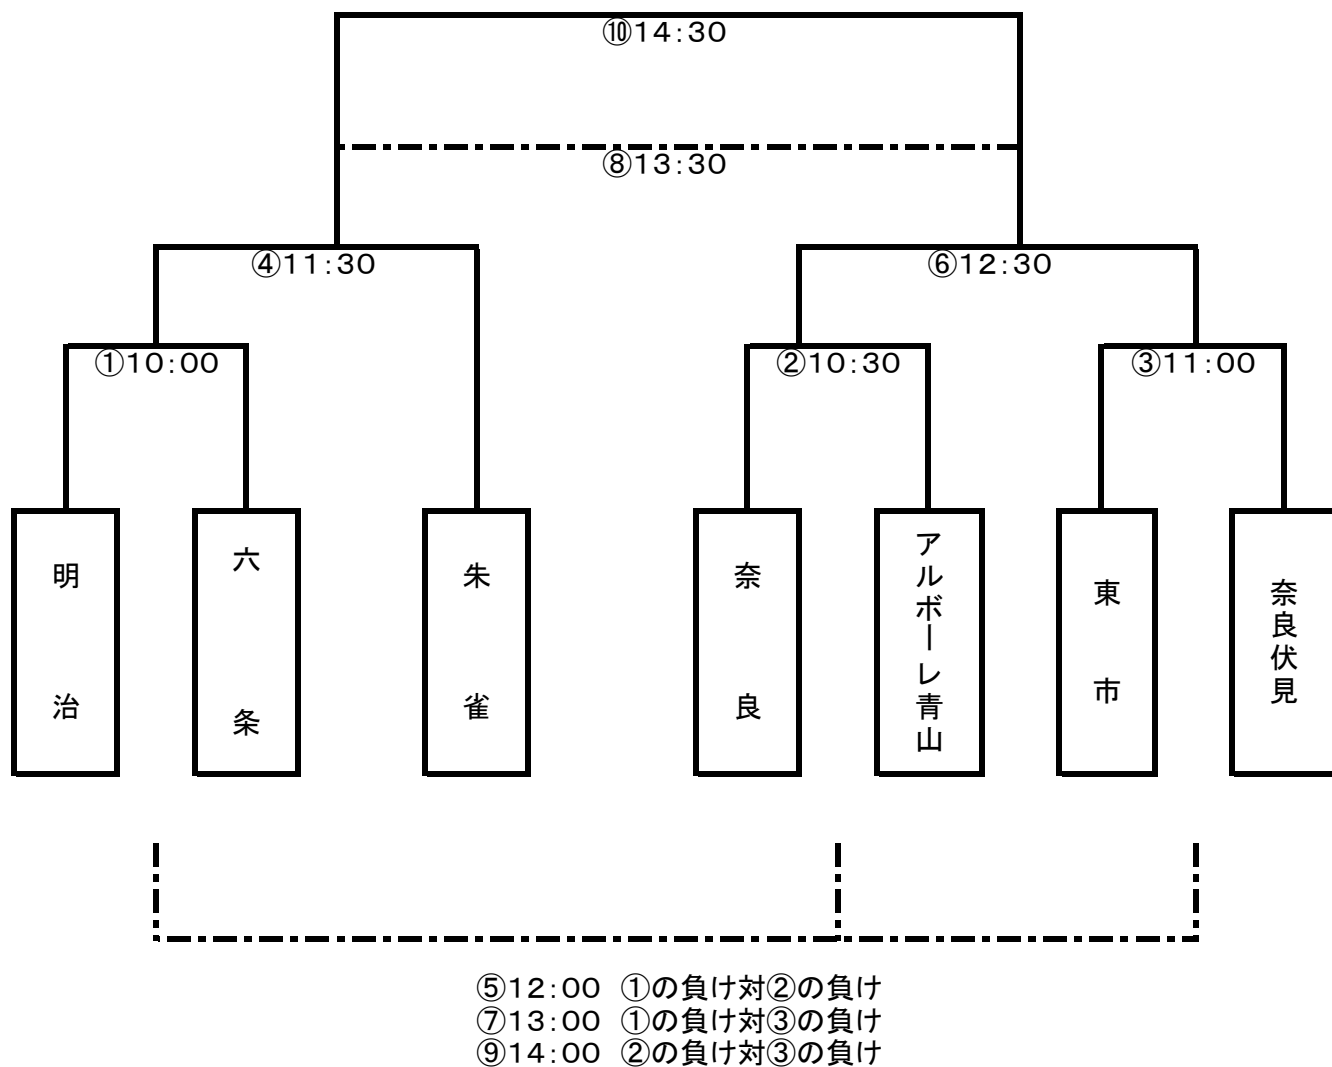 ⑩14:30
⑧13:30
④11:30
⑥12:30
①10:00
②10:30
③11:00
明治
六条
朱雀
奈良
アルボーレ青山
東市
奈良伏見
⑤12:00 ①の負け対②の負け
⑦13:00 ①の負け対③の負け
⑨14:00 ②の負け対③の負け